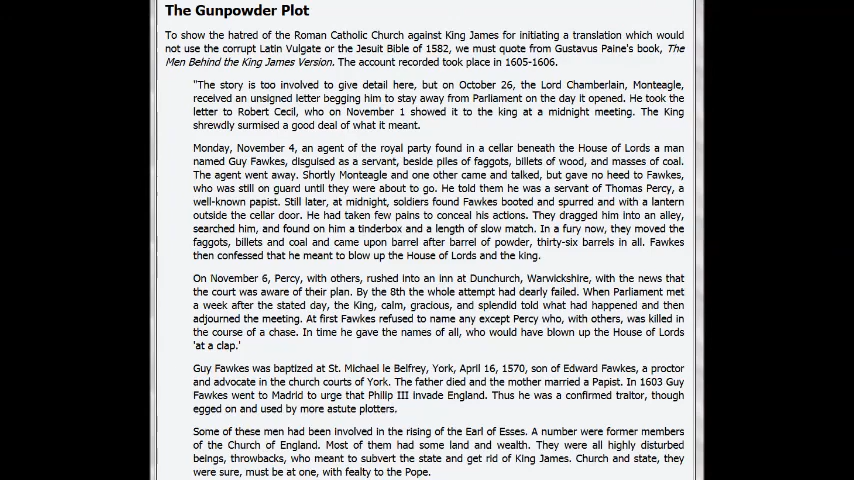 The Gunpowder Plot
To show the hatred of the Roman Catholic Church against King James for initiating a translation which would
not use the corrupt Latin Vulgate or the Jesuit Bible of 1582, we must quote from Gustavus Paine's book, The
Men Behind the King James Version. The account recorded took place in 1605-1606.
"The story is too involved to give detail here, but on October 26, the Lord Chamberlain, Monteagle,
received an unsigned letter begging him to stay away from Parliament on the day it opened. He took the
letter to Robert Cecil, who on November 1 showed it to the king at a midnight meeting. The King
shrewdly surmised a good deal of what it meant.
Monday, November 4, an agent of the royal party found in a cellar beneath the House of Lords a man
named Guy Fawkes, disguised as a servant, beside piles of faggots, billets of wood, and masses of coal.
The agent went away. Shortly Monteagle and one other came and talked, but gave no heed to Fawkes,
who was still on guard until they were about to go. He told them he was a servant of Thomas Percy, a
well-known papist. Still later, at midnight, soldiers found Fawkes booted and spurred and with a lantern
outside the cellar door. He had taken few pains to conceal his actions. They dragged him into an alley,
searched him, and found on him a tinderbox and a length of slow match. In a fury now, they moved the
faggots, billets and coal and came upon barrel after barrel of powder, thirty-six barrels in all. Fawkes
then confessed that he meant to blow up the House of Lords and the king.
On November 6, Percy, with others, rushed into an inn at Dunchurch, Warwickshire, with the news that
the court was aware of their plan. By the 8th the whole attempt had dearly failed. When Parliament met
a week after the stated day, the King, calm, gracious, and splendid told what had happened and then
adjourned the meeting. At first Fawkes refused to name any except Percy who, with others, was killed in
the course of a chase. In time he gave the names of all, who would have blown up the House of Lords
'at a clap.'
Guy Fawkes was baptized at St. Michael le Belfrey, York, April 16, 1570, son of Edward Fawkes, a proctor
and advocate in the church courts of York. The father died and the mother married a Papist. In 1603 Guy
Fawkes went to Madrid to urge that Philip III invade England. Thus he was a confirmed traitor, though
egged on and used by more astute plotters.
Some of these men had been involved in the rising of the Earl of Esses. A number were former members
of the Church of England. Most of them had some land and wealth. They were all highly disturbed
beings, throwbacks, who meant to subvert the state and get rid of King James. Church and state, they
were sure, must be at one, with fealty to the Pope.